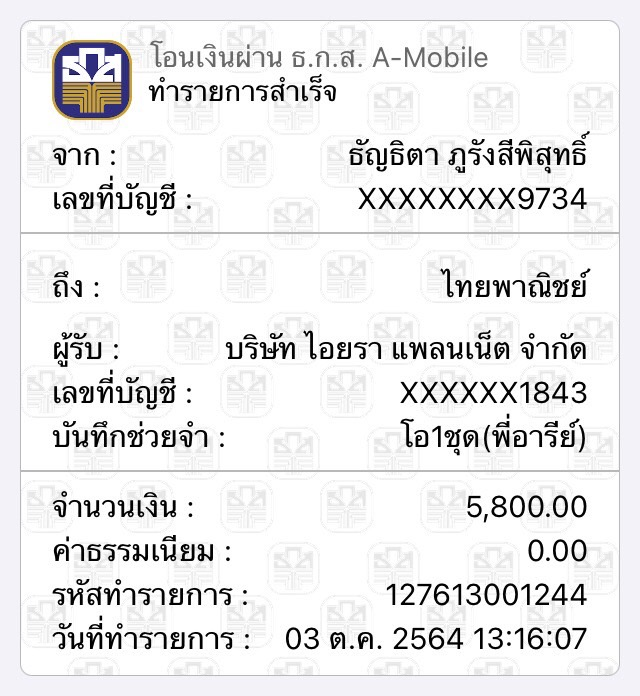 โอนเงินผ่าน ธ.ก.ส. A-Mobile
ทำรายการสำเร็จ
จาก : ธัญธิตา ภูรังสีพิสุทธิ์
เลขที่บัญชี : XXXXXXXX9734
ถึง : ไทยพาณิชย์
ผู้รับ : บริษัท ไอยรา แพลนเน็ต จำกัด
เลขที่บัญชี : XXXXXX1843
บันทึกช่วยจำ : โอ1ชุด(พี่อารีย์)
จำนวนเงิน : 5,800.00
ค่าธรรมเนียม : 0.00
รหัสทำรายการ : 127613001244
วันที่ทำรายการ : 03 ต.ค. 2564 13:16:07